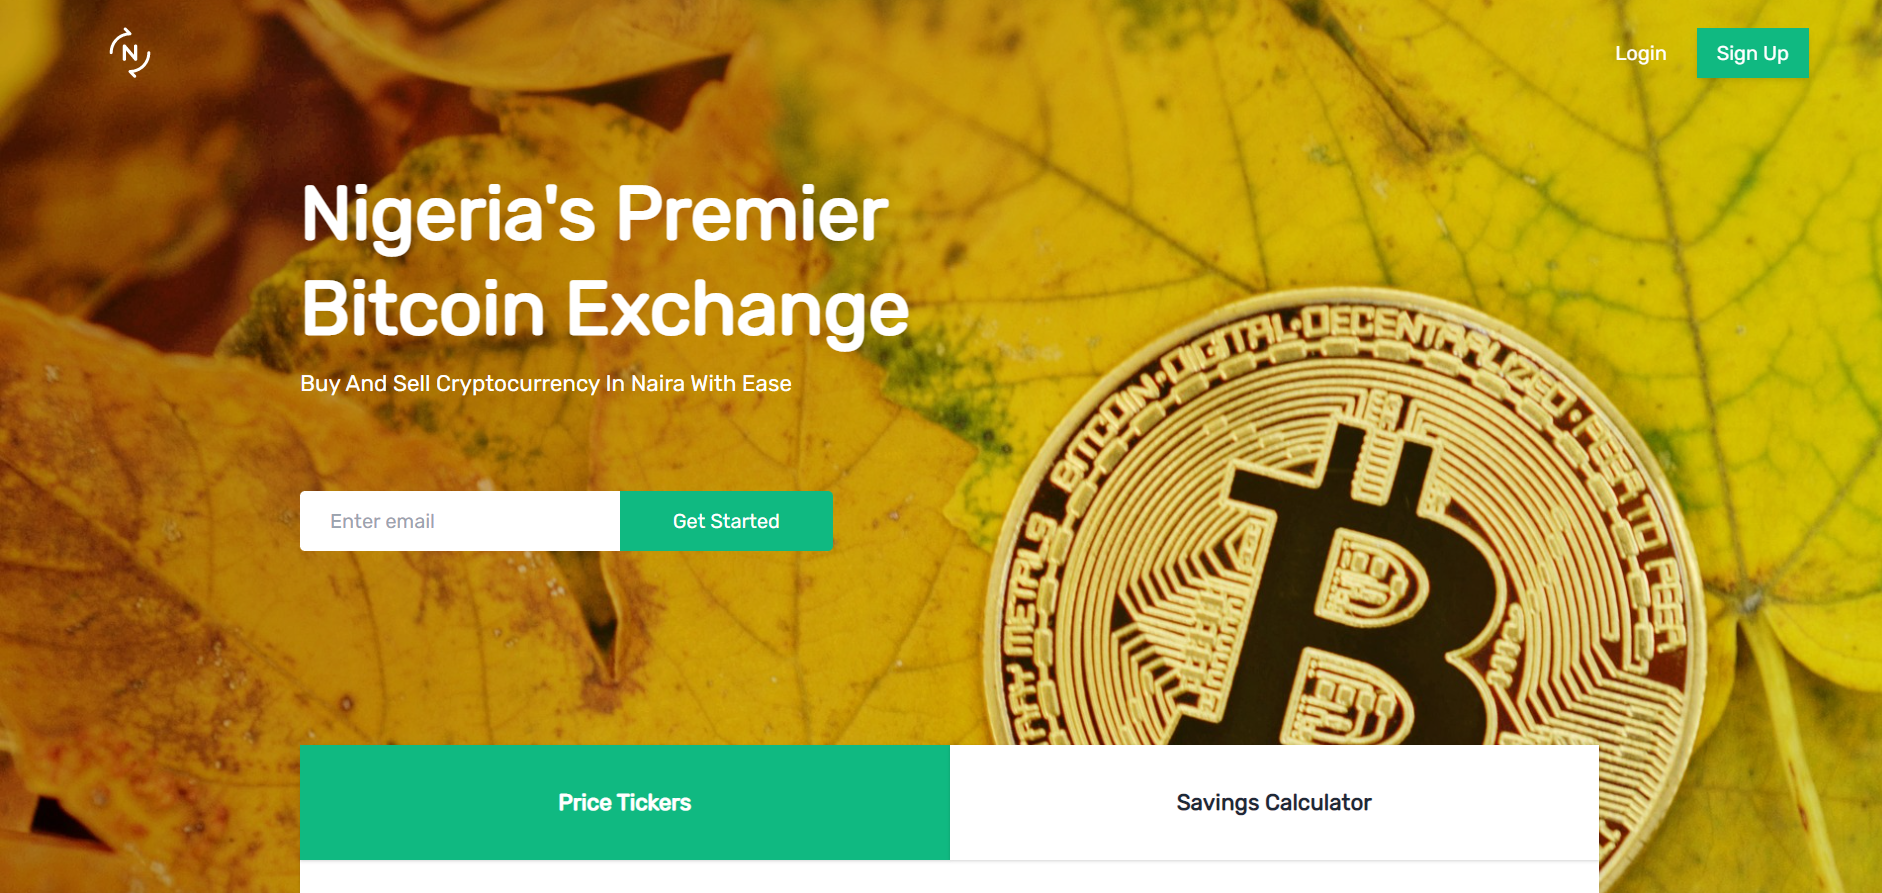 N
Login
Sign Up
Nigeria's Premier
Bitcoin Exchange
Buy And Sell Cryptocurrency In Naira With Ease
Enter email
Get Started
BITCOIN•DIGITAL•DECENTRALIZED•PEER TO PEER
METALS
Price Tickers
Savings Calculator